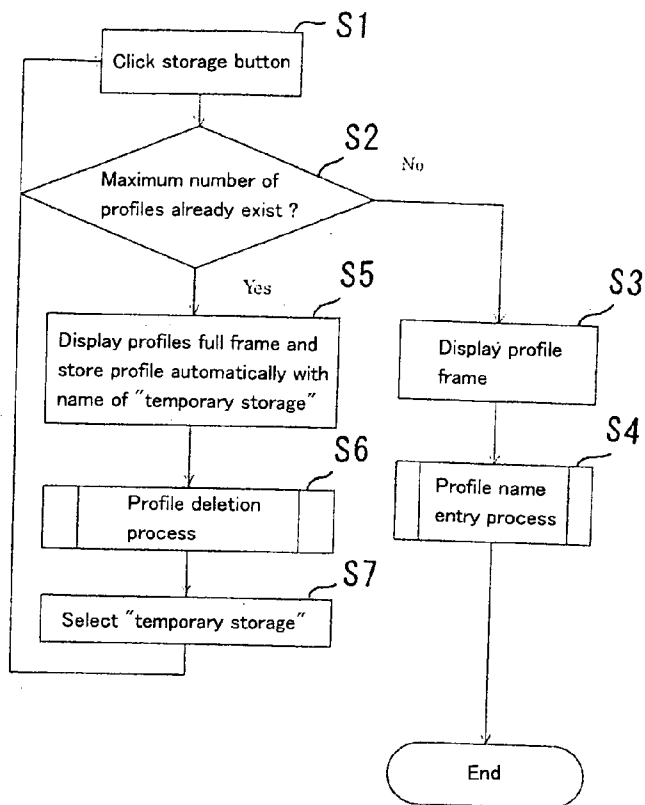 S1
Click storage button
S2
No
Maximum number of
profiles already exist ?
Yes
S5
Display profiles full frame and
store profile automatically with
name of "temporary storage"
S3
Display profile
frame
S6
Profile deletion
process
S4
Profile name
entry process
S7
Select "temporary storage"
End